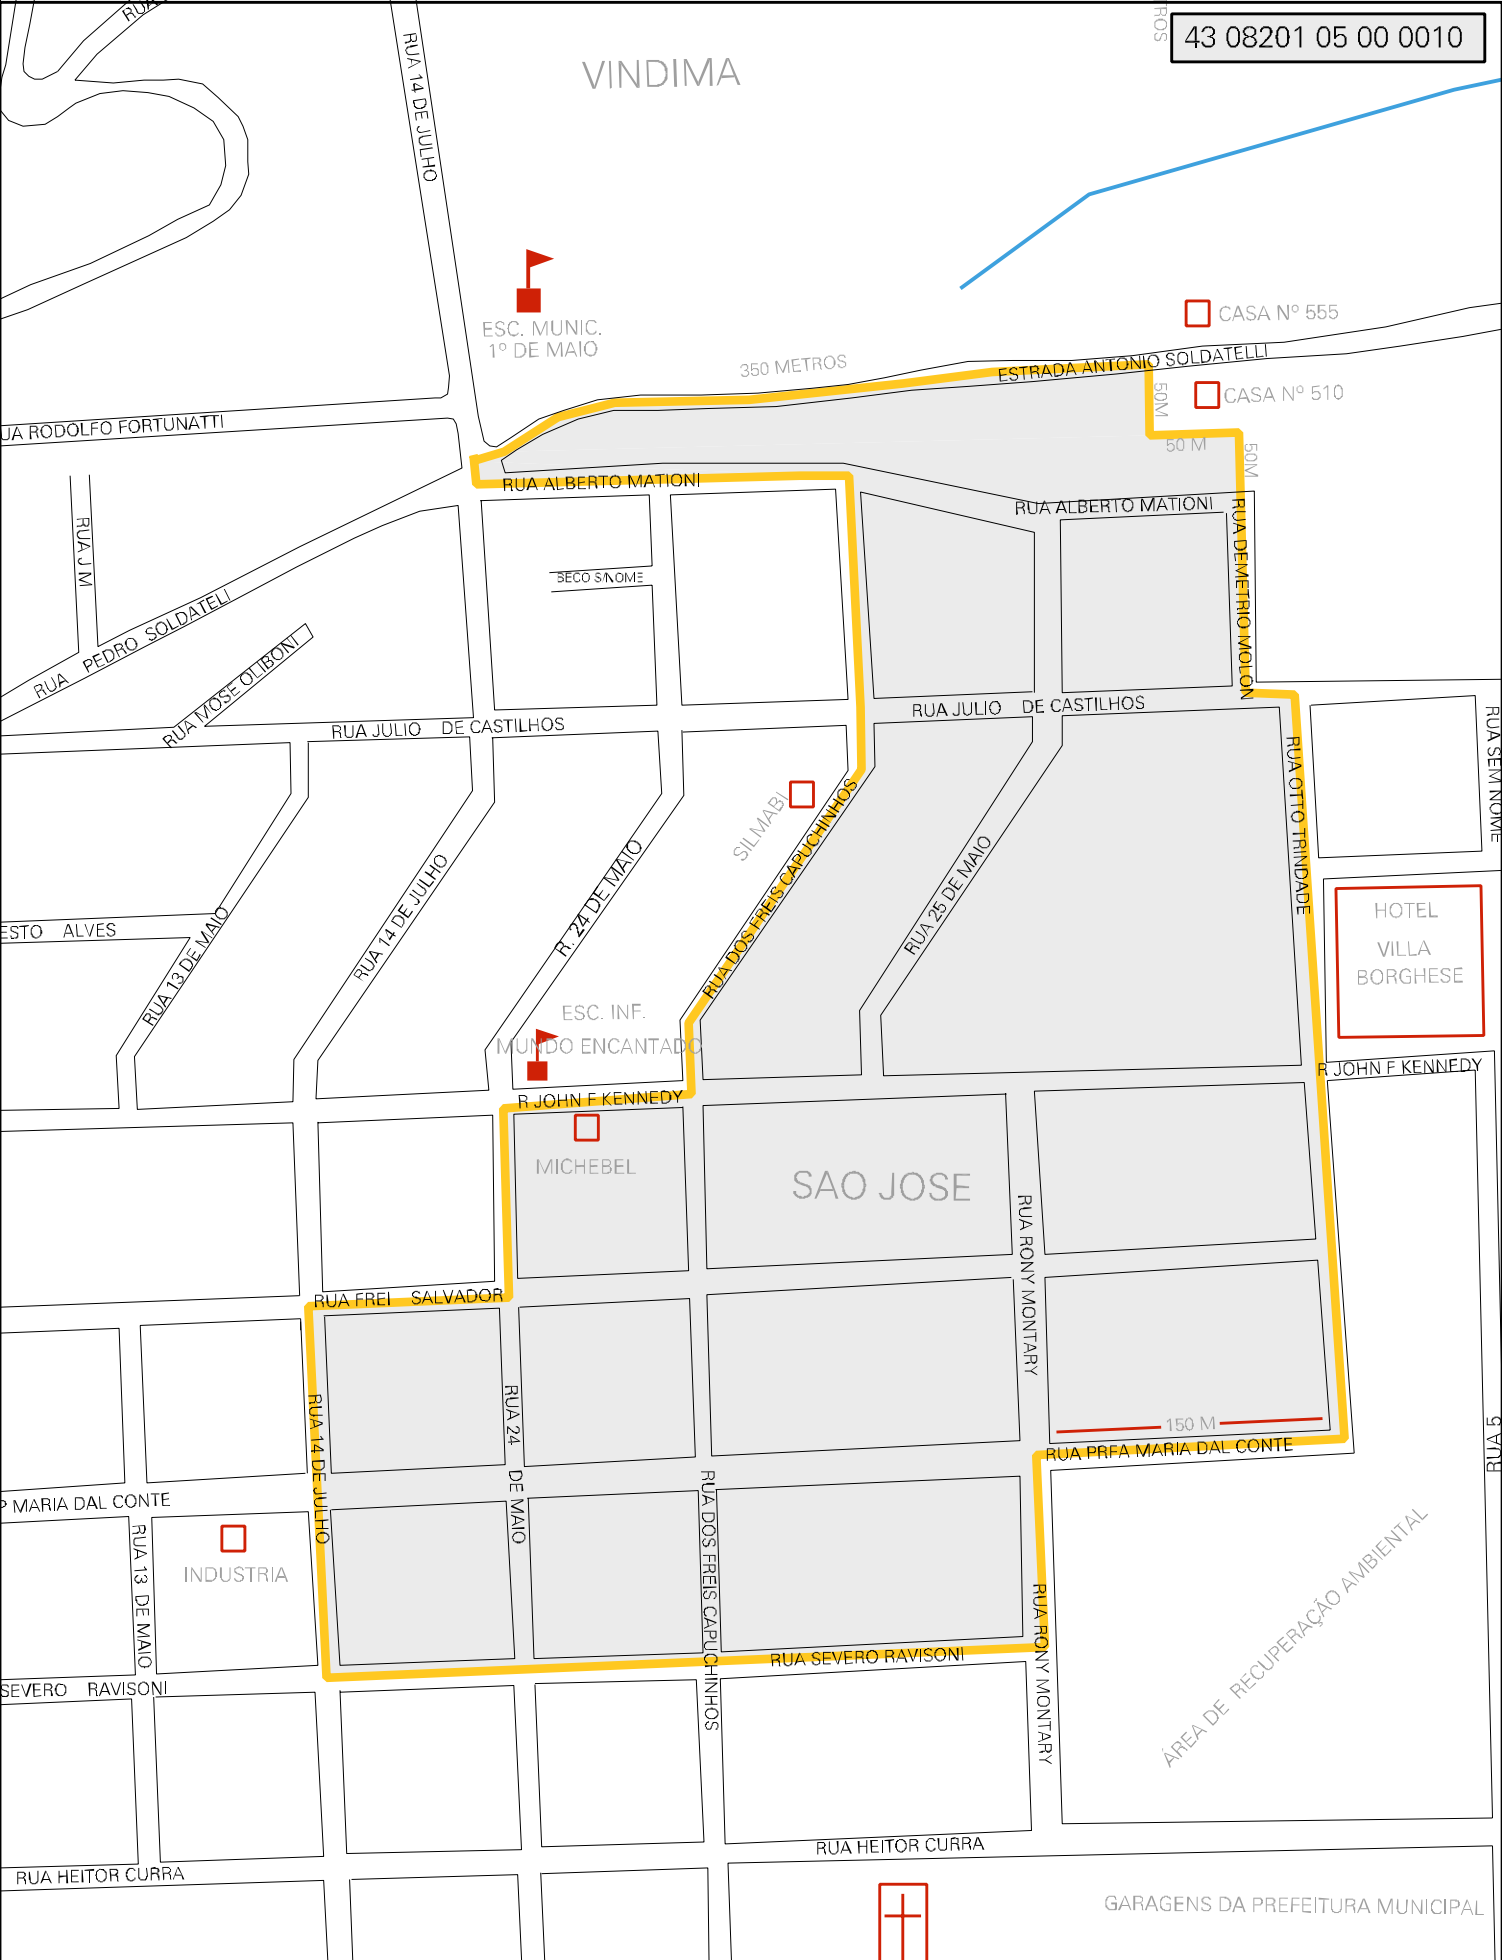 43 08201 05 00 0010
VINDIMA
RUA 14 DE JULHO
ESC. MUNIC.
1º DE MAIO
CASA Nº 555
350 METROS
ESTRADA ANTONIO SOLDATELLI
CASA Nº 510
50M
50 M
50M
UA RODOLFO FORTUNATTI
RUA ALBERTO MATIONI
RUA ALBERTO MATIONI
RUA J M
BECO S/NOME
RUA DEMETRIO MOLON
RUA PEDRO SOLDATELI
RUA MOSE OLIBONI
RUA JULIO DE CASTILHOS
RUA JULIO DE CASTILHOS
RUA SEM NOME
RUA OTTO TRINDADE
SILMABI
RUA DOS FREIS CAPUCHINHOS
RUA 25 DE MAIO
R. 24 DE MAIO
RUA 14 DE JULHO
RUA 13 DE MAIO
ESTO ALVES
HOTEL
VILLA
BORGHESE
ESC. INF.
MUNDO ENCANTADO
R JOHN F KENNEDY
R JOHN F KENNEDY
MICHEBEL
SAO JOSE
RUA RONY MONTARY
RUA FREI SALVADOR
RUA 14 DE JULHO
RUA 24 DE MAIO
150 M
RUA PRFA MARIA DAL CONTE
RUA 5
P MARIA DAL CONTE
RUA 13 DE MAIO
INDUSTRIA
RUA DOS FREIS CAPUCHINHOS
RUA RONY MONTARY
ÁREA DE RECUPERAÇÃO AMBIENTAL
RUA SEVERO RAVISONI
SEVERO RAVISONI
RUA HEITOR CURRA
RUA HEITOR CURRA
GARAGENS DA PREFEITURA MUNICIPAL